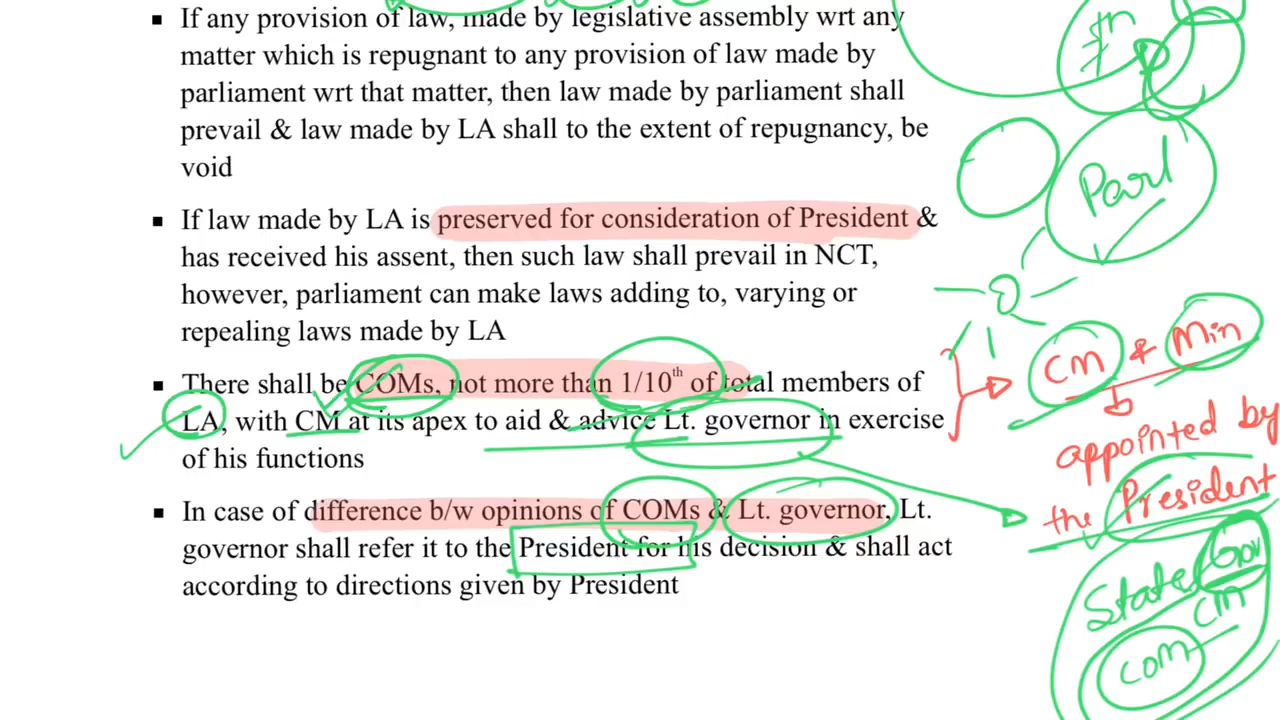 ▪ If any provision of law, made by legislative assembly wrt any
matter which is repugnant to any provision of law made by
parliament wrt that matter, then law made by parliament shall
prevail & law made by LA shall to the extent of repugnancy, be
void
▪ If law made by LA is preserved for consideration of President &
has received his assent, then such law shall prevail in NCT,
however, parliament can make laws adding to, varying or
repealing laws made by LA
▪ There shall be COMs, not more than 1/10th of total members of
LA, with CM at its apex to aid & advice Lt. governor in exercise
of his functions
▪ In case of difference b/w opinions of COMs & Lt. governor, Lt.
governor shall refer it to the President for his decision & shall act
according to directions given by President
Parl
CM & Min
appointed by
the President
State Gov
CM
COM